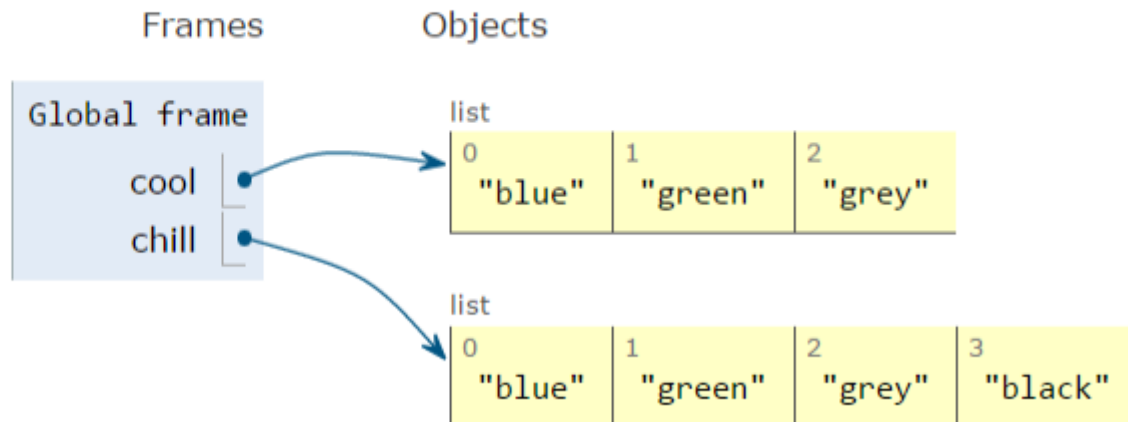 Frames Objects
Global frame
list
0 1 2
cool "blue" "green" "grey"
chill
list
0 1 2 3
"blue" "green" "grey" "black"